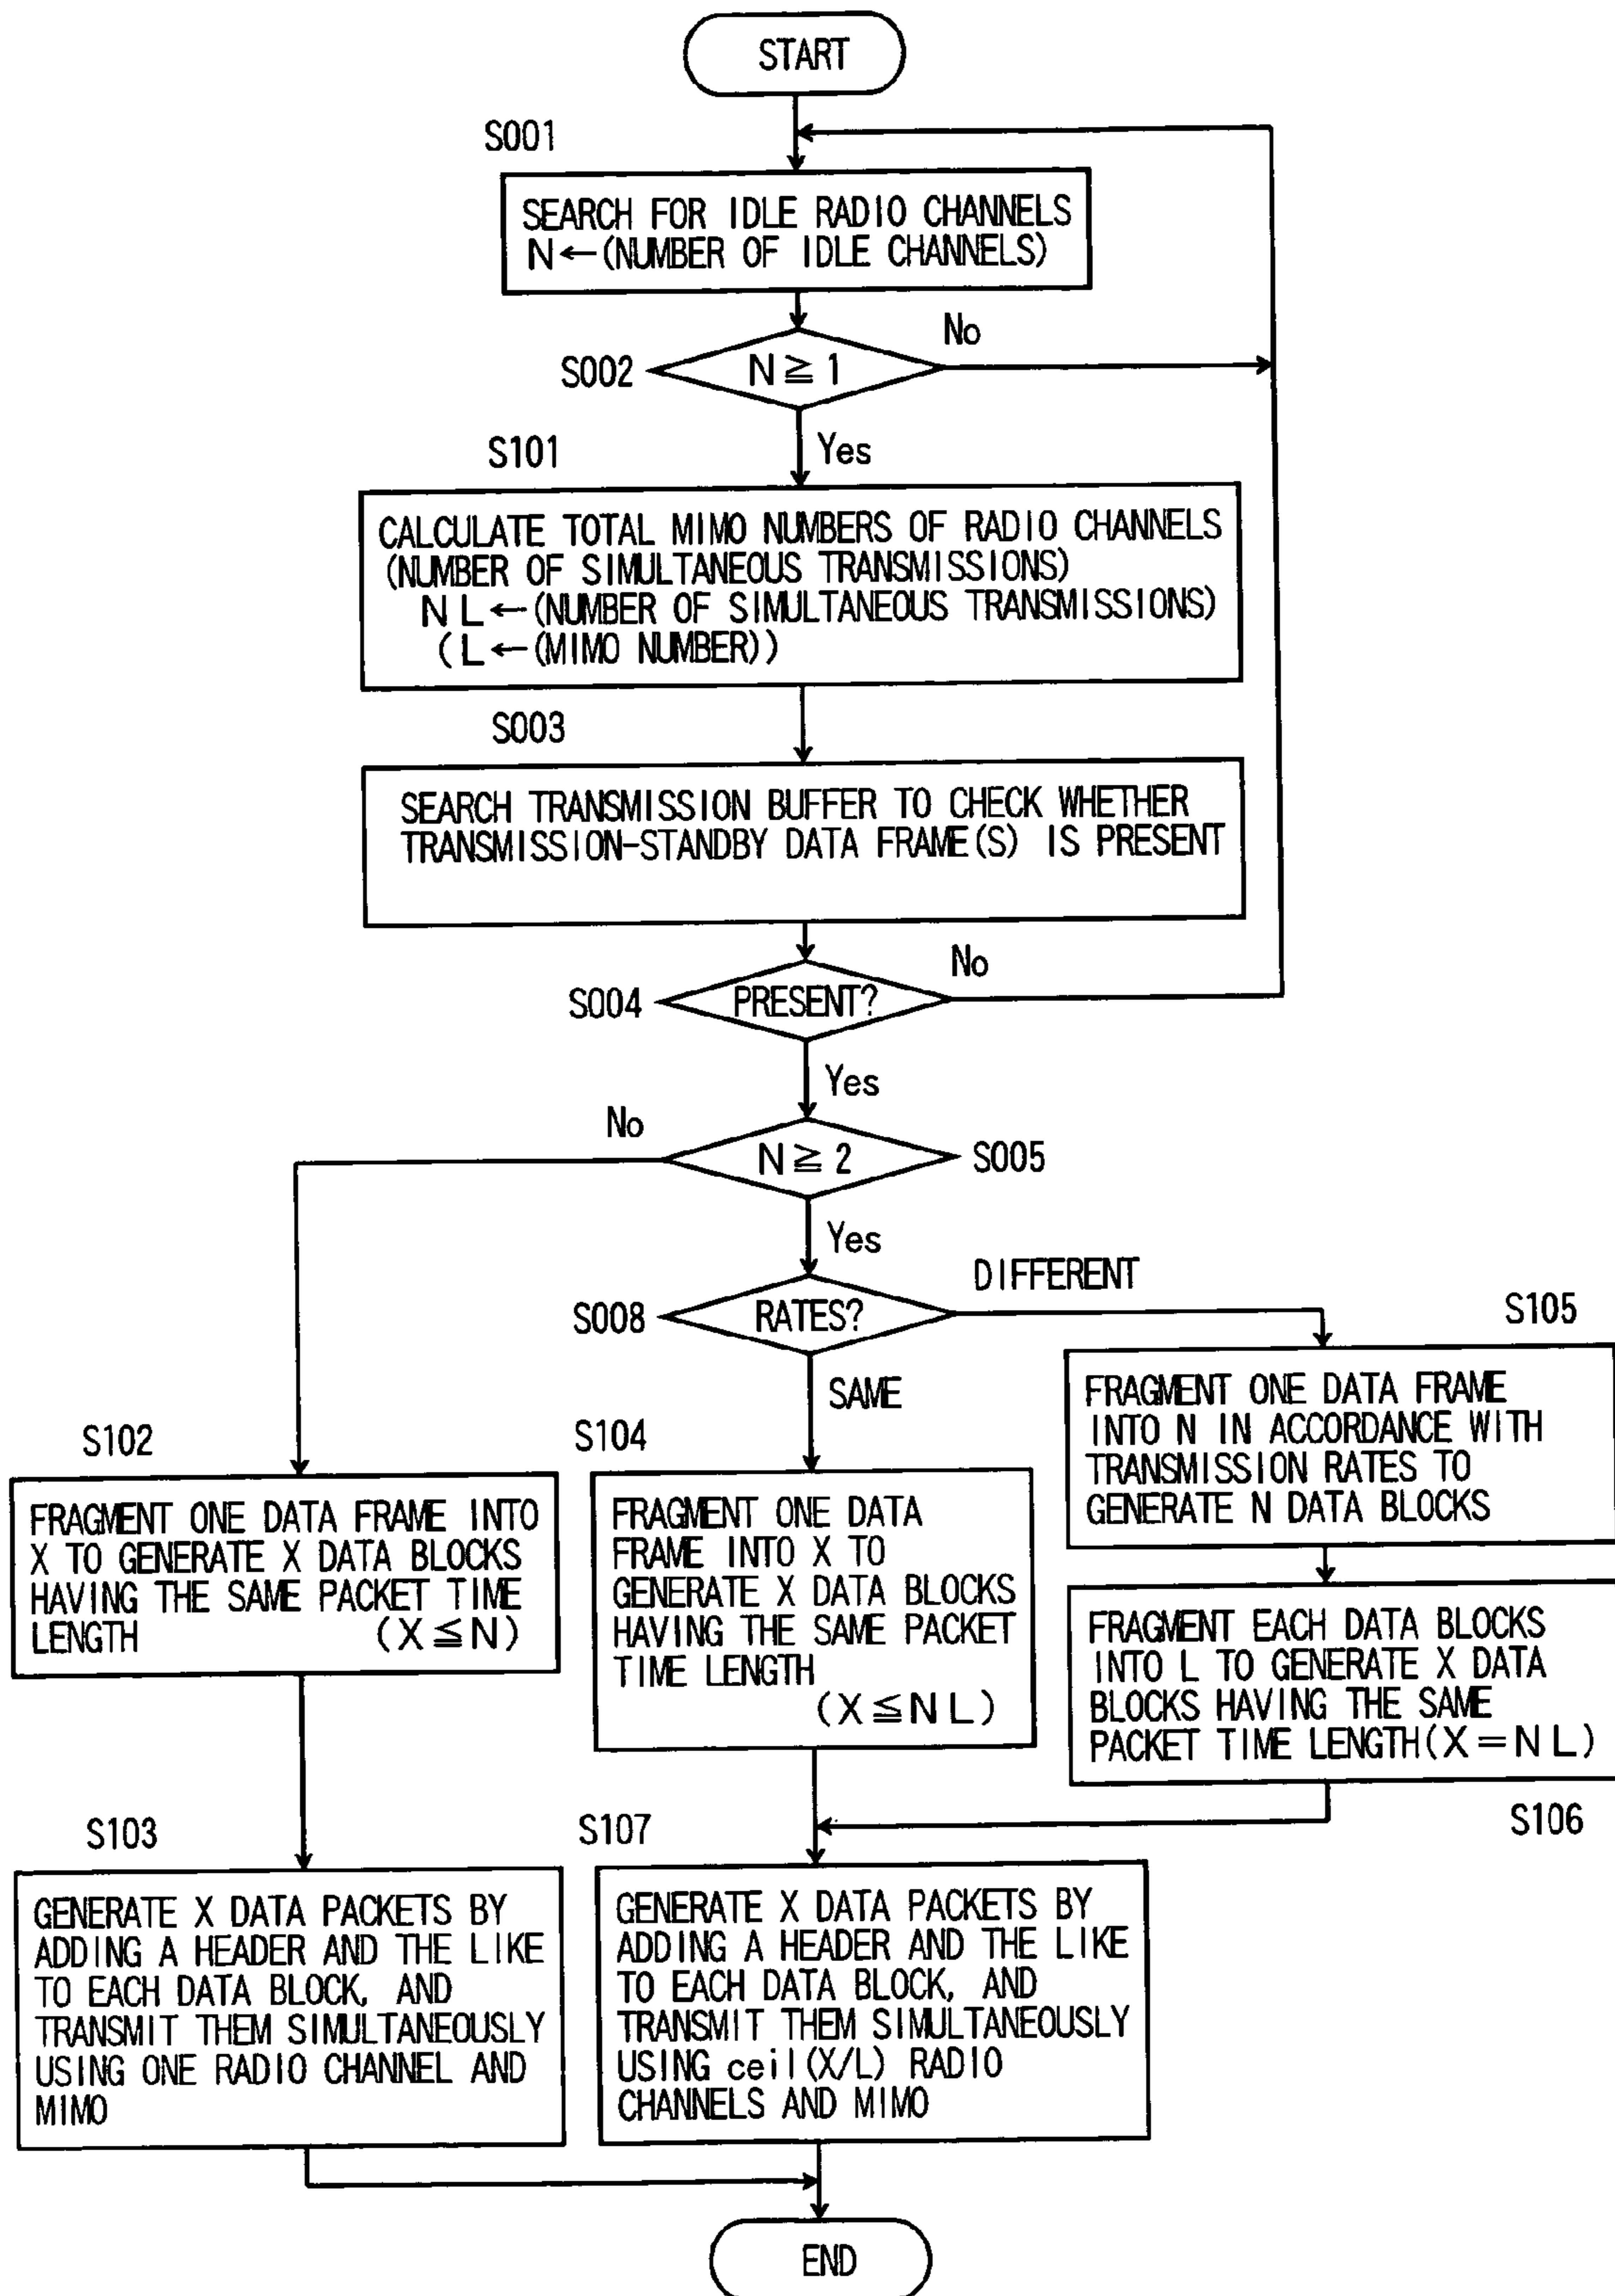 START
S001
SEARCH FOR IDLE RADIO CHANNELS
N←(NUMBER OF IDLE CHANNELS)
S002
N≧1
No
Yes
S101
CALCULATE TOTAL MIMO NUMBERS OF RADIO CHANNELS
(NUMBER OF SIMULTANEOUS TRANSMISSIONS)
NL←(NUMBER OF SIMULTANEOUS TRANSMISSIONS)
(L←(MIMO NUMBER))
S003
SEARCH TRANSMISSION BUFFER TO CHECK WHETHER
TRANSMISSION-STANDBY DATA FRAME(S) IS PRESENT
S004
PRESENT?
No
Yes
No
N≧2
S005
Yes
S008
RATES?
DIFFERENT
SAME
S105
FRAGMENT ONE DATA FRAME
INTO N IN ACCORDANCE WITH
TRANSMISSION RATES TO
GENERATE N DATA BLOCKS
S102
FRAGMENT ONE DATA FRAME INTO
X TO GENERATE X DATA BLOCKS
HAVING THE SAME PACKET TIME
LENGTH (X≦N)
S104
FRAGMENT ONE DATA
FRAME INTO X TO
GENERATE X DATA BLOCKS
HAVING THE SAME PACKET
TIME LENGTH
(X≦NL)
FRAGMENT EACH DATA BLOCKS
INTO L TO GENERATE X DATA
BLOCKS HAVING THE SAME
PACKET TIME LENGTH(X=NL)
S106
S103
GENERATE X DATA PACKETS BY
ADDING A HEADER AND THE LIKE
TO EACH DATA BLOCK, AND
TRANSMIT THEM SIMULTANEOUSLY
USING ONE RADIO CHANNEL AND
MIMO
S107
GENERATE X DATA PACKETS BY
ADDING A HEADER AND THE LIKE
TO EACH DATA BLOCK, AND
TRANSMIT THEM SIMULTANEOUSLY
USING ceil(X/L) RADIO
CHANNELS AND MIMO
END